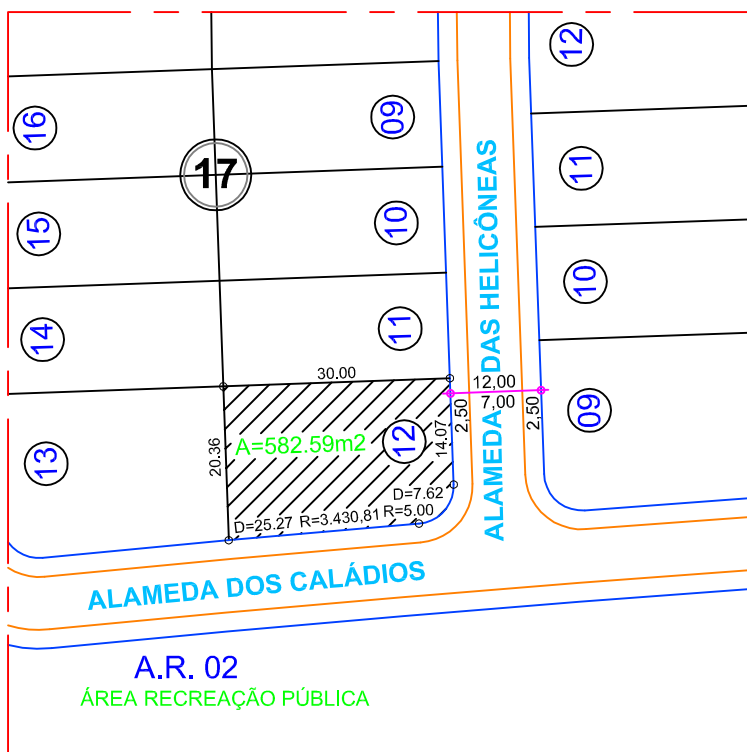 12
16
09
17
11
15
10
10
14
11
30.00
12,00
7,00
2,50
2,50
09
ALAMEDA DAS HELICÔNEAS
13
20.36
A=582.59m2
12
14.07
D=7.62
R=5.00
D=25.27 R=3.430,81
ALAMEDA DOS CALÁDIOS
A.R. 02
ÁREA RECREAÇÃO PÚBLICA